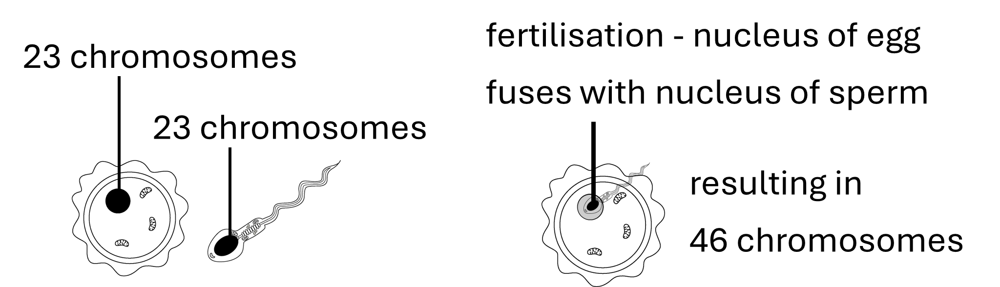 23 chromosomes
23 chromosomes
fertilisation - nucleus of egg
fuses with nucleus of sperm
resulting in
46 chromosomes